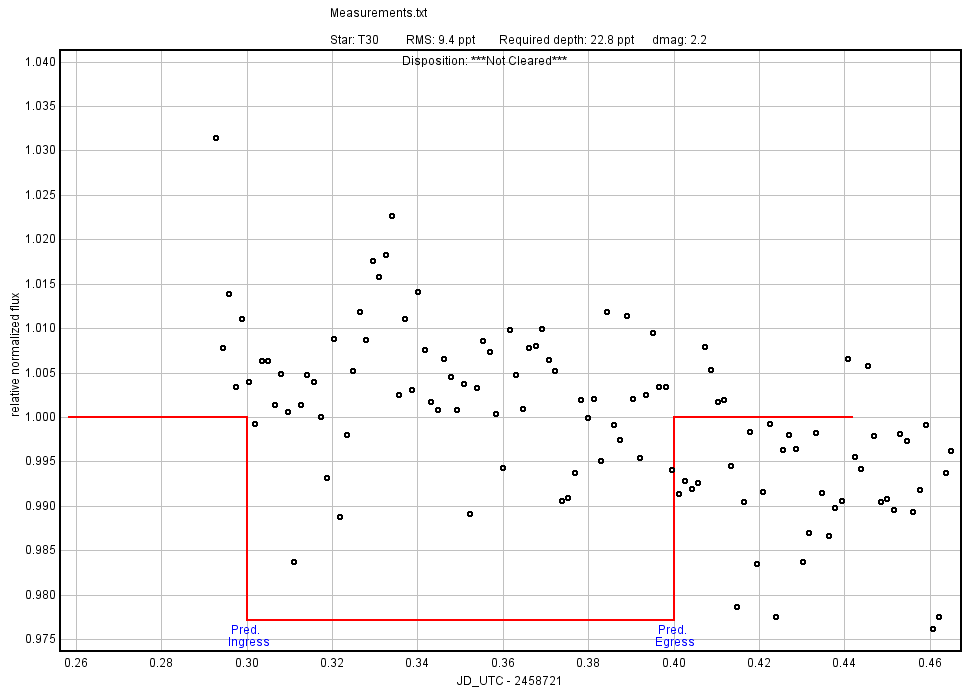 Measurements.txt
Star: T30 RMS: 9.4 ppt Required depth: 22.8 ppt dmag: 2.2
Disposition: ***Not Cleared***
1.040
1.035
1.030
1.025
1.020
1.015
1.010
1.005
1.000
0.995
0.990
0.985
0.980
0.975
relative normalized flux
Pred.
Ingress
Pred.
Egress
0.26 0.28 0.30 0.32 0.34 0.36 0.38 0.40 0.42 0.44 0.46
JD_UTC - 2458721